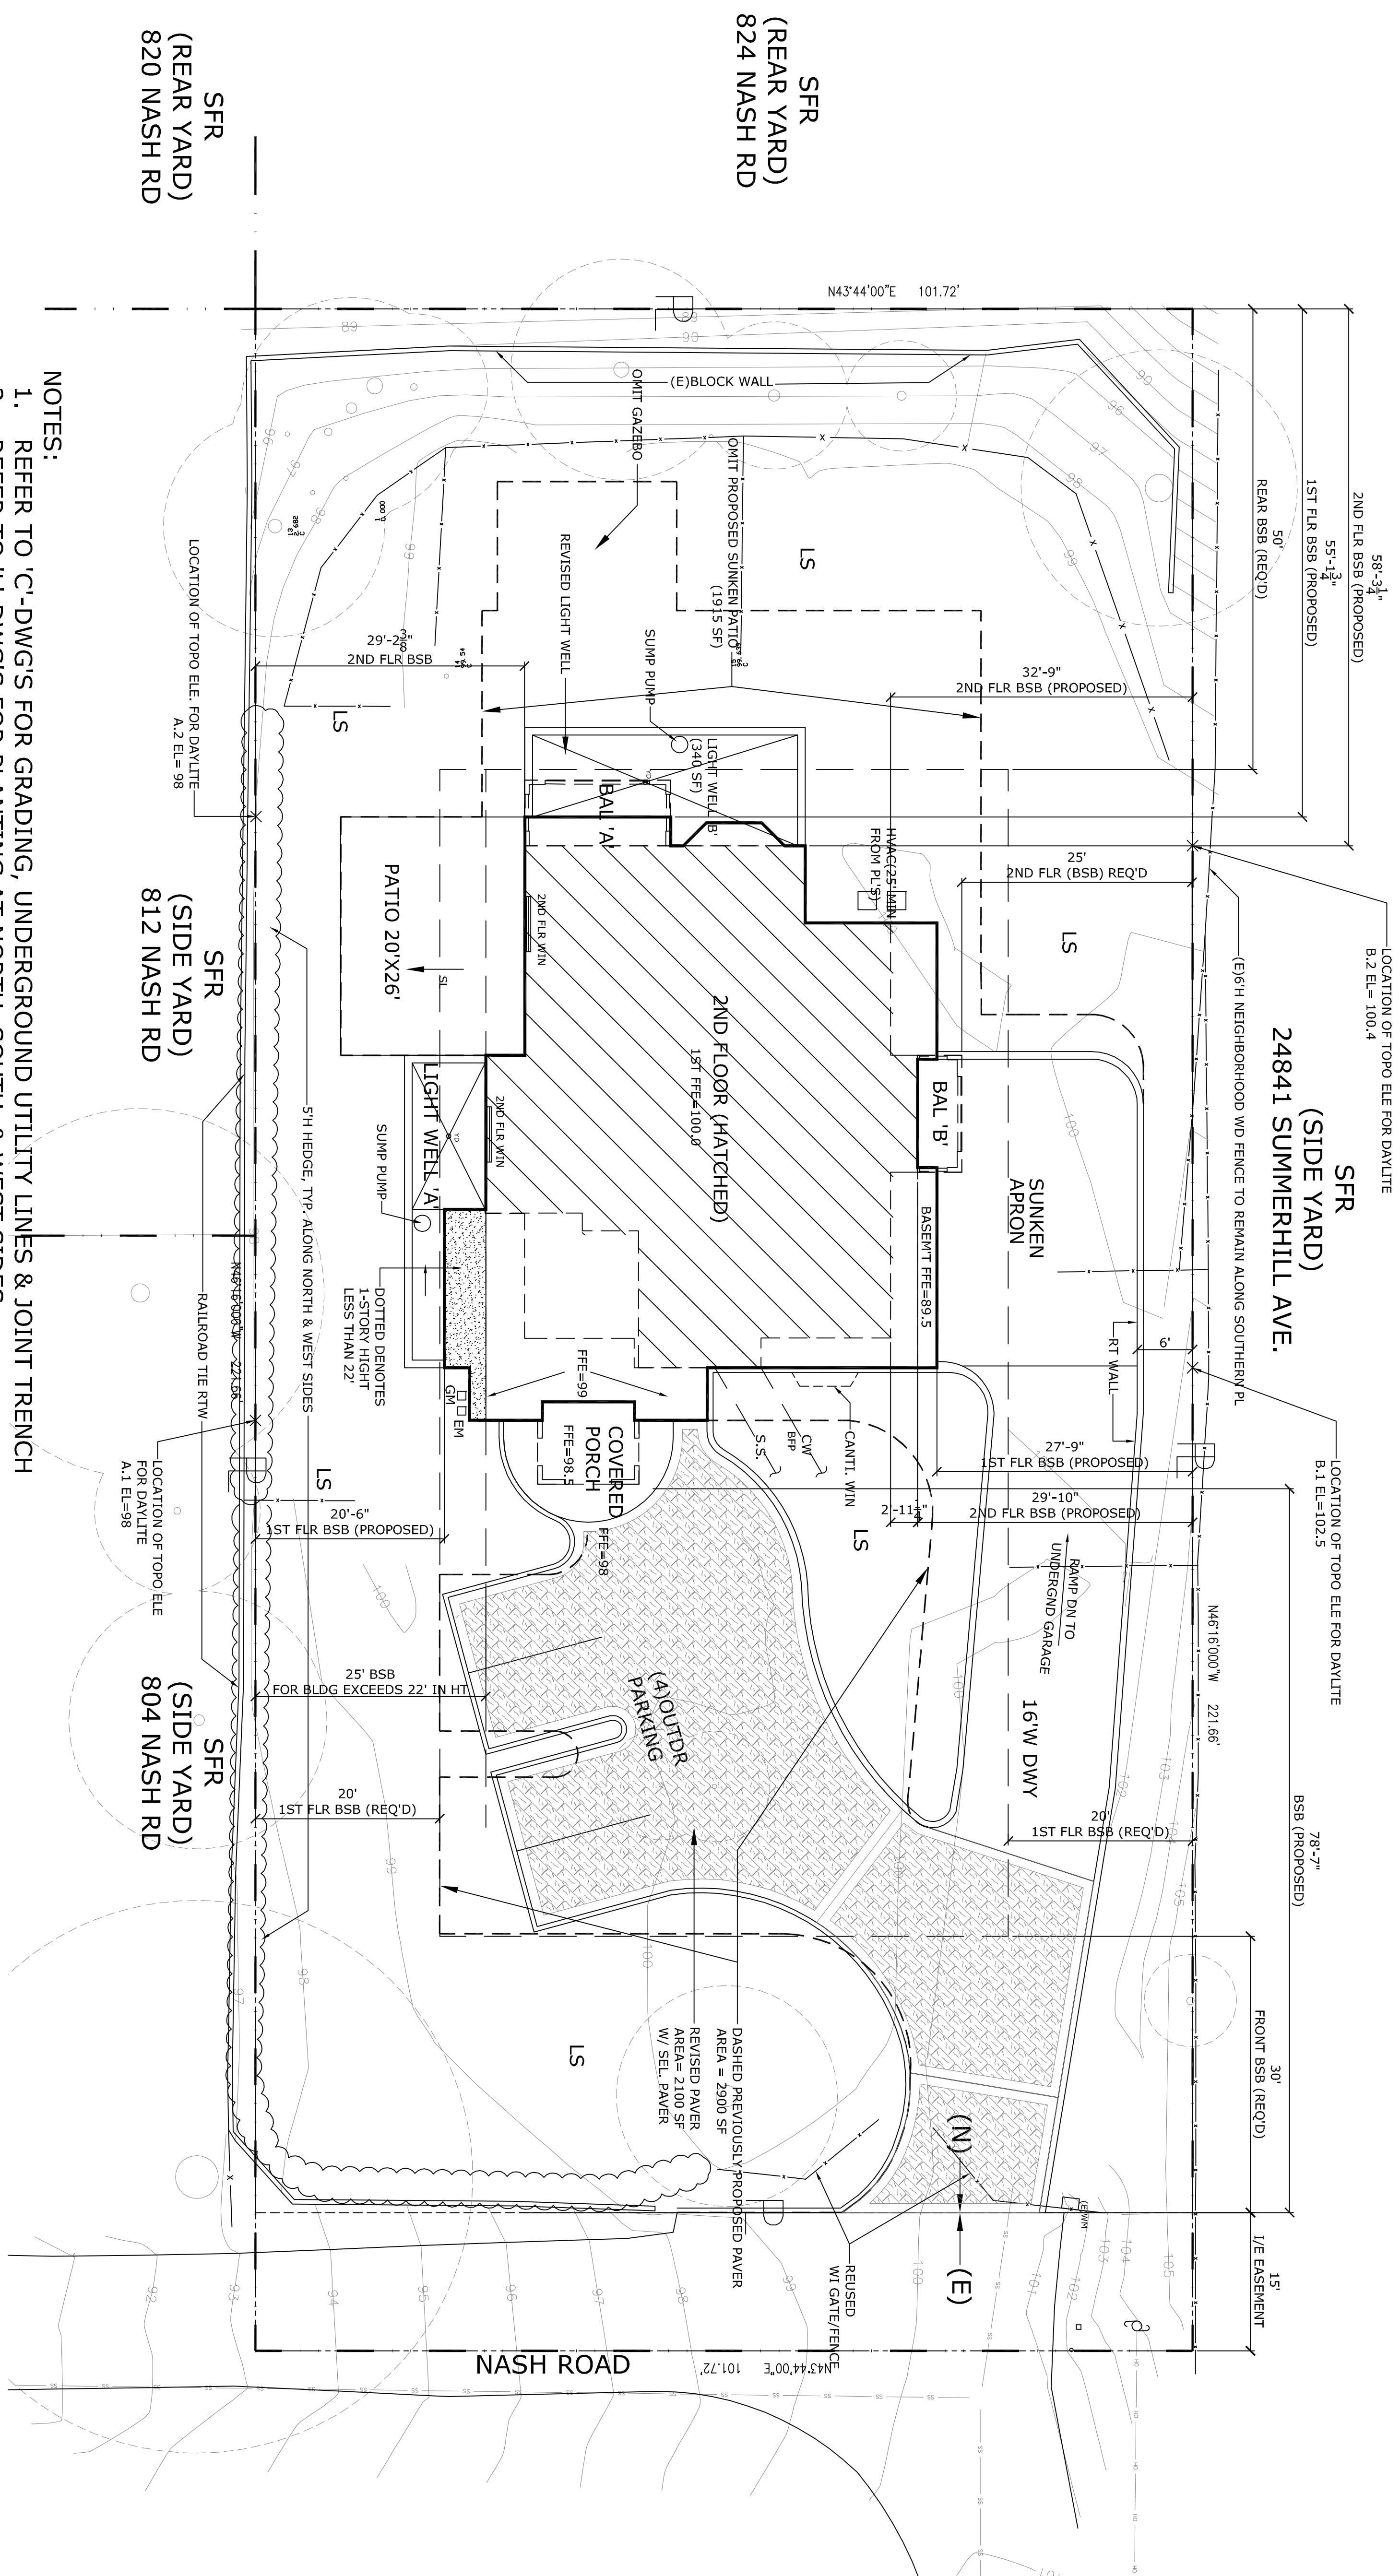 SFR
(REAR YARD)
820 NASH RD
SFR
(REAR YARD)
824 NASH RD
N43°44'00"E 101.72'
(E)BLOCK WALL
OMIT GAZEBO
OMIT PROPOSED SUNKEN PATIO
(1915 SF)
LS
REVISED LIGHT WELL
SUMP PUMP
LIGHT WELL 'B'
(340 SF)
58'-3 1/4"
2ND FLR BSB (PROPOSED)
55'-1 3/4"
1ST FLR BSB (PROPOSED)
50'
REAR BSB (REQ'D)
LOCATION OF TOPO ELE. FOR DAYLITE
A.2 EL= 98
29'-2 3/8"
2ND FLR BSB
LS
32'-9"
2ND FLR BSB (PROPOSED)
BAL 'A'
HVAC(25' MIN
FROM PL'S)
25'
2ND FLR (BSB) REQ'D
LS
PATIO 20'X26'
SL
2ND FLR WIN
2ND FLOOR (HATCHED)
1ST FFE=100.0
LOCATION OF TOPO ELE FOR DAYLITE
B.2 EL= 100.4
(E)6'H NEIGHBORHOOD WD FENCE TO REMAIN ALONG SOUTHERN PL
SFR
(SIDE YARD)
24841 SUMMERHILL AVE.
SFR
(SIDE YARD)
812 NASH RD
LIGHT WELL 'A'
YD
SUMP PUMP
2ND FLR WIN
BAL 'B'
SUNKEN
APRON
BASEM'T FFE=89.5
RT WALL
6'
5'H HEDGE, TYP. ALONG NORTH & WEST SIDES
N46°16'000"W 221.66'
RAILROAD TIE RTW
DOTTED DENOTES
1-STORY HIGHT
LESS THAN 22'
GM
EM
FFE=99
COVERED
PORCH
FFE=98.5
FFE=98
S.S.
CW
BFP
CANTI. WIN
LS
27'-9"
1ST FLR BSB (PROPOSED)
29'-10"
2ND FLR BSB (PROPOSED)
2'-11 1/4"
LOCATION OF TOPO ELE FOR DAYLITE
B.1 EL=102.5
LOCATION OF TOPO ELE
FOR DAYLITE
A.1 EL=98
LS
20'-6"
1ST FLR BSB (PROPOSED)
RAMP DN TO
UNDERGND GARAGE
N46°16'000"W 221.66'
25' BSB
FOR BLDG EXCEEDS 22' IN HT
(4)OUTDR
PARKING
16'W DWY
SFR
(SIDE YARD)
804 NASH RD
20'
1ST FLR BSB (REQ'D)
20'
1ST FLR BSB (REQ'D)
78'-7"
BSB (PROPOSED)
30'
FRONT BSB (REQ'D)
15'
I/E EASEMENT
LS
DASHED PREVIOUSLY PROPOSED PAVER
AREA = 2900 SF
REVISED PAVER
AREA= 2100 SF
W/ SEL. PAVER
(N)
(E)
(E)WM
REUSED
WI GATE/FENCE
NASH ROAD
N43°44'00"E 101.72'
NOTES:
1. REFER TO 'C'-DWG'S FOR GRADING, UNDERGROUND UTILITY LINES & JOINT TRENCH